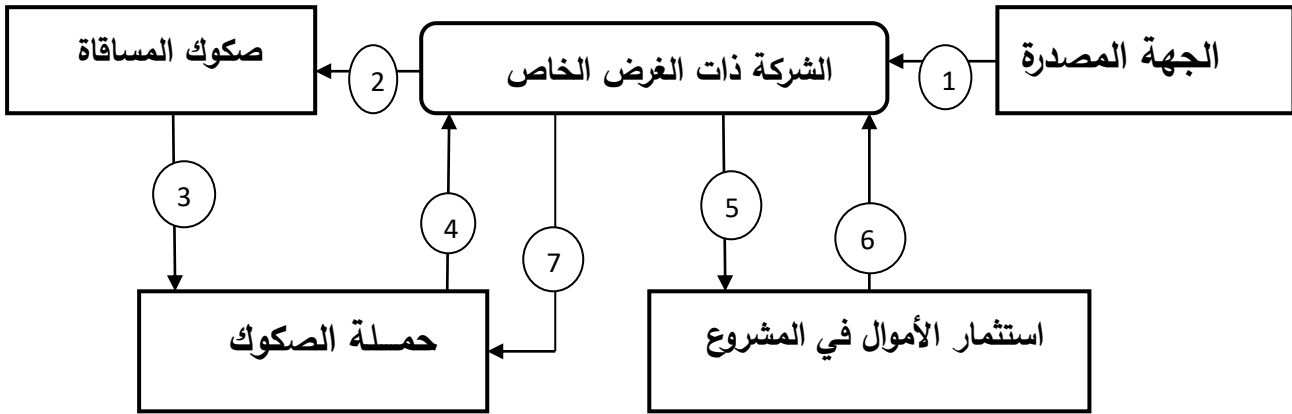 الجهة المصدرة
1
الشركة ذات الغرض الخاص
2
صكوك المساقاة
3
4
7
5
6
حمـــلة الصكوك
استثمار الأموال في المشروع